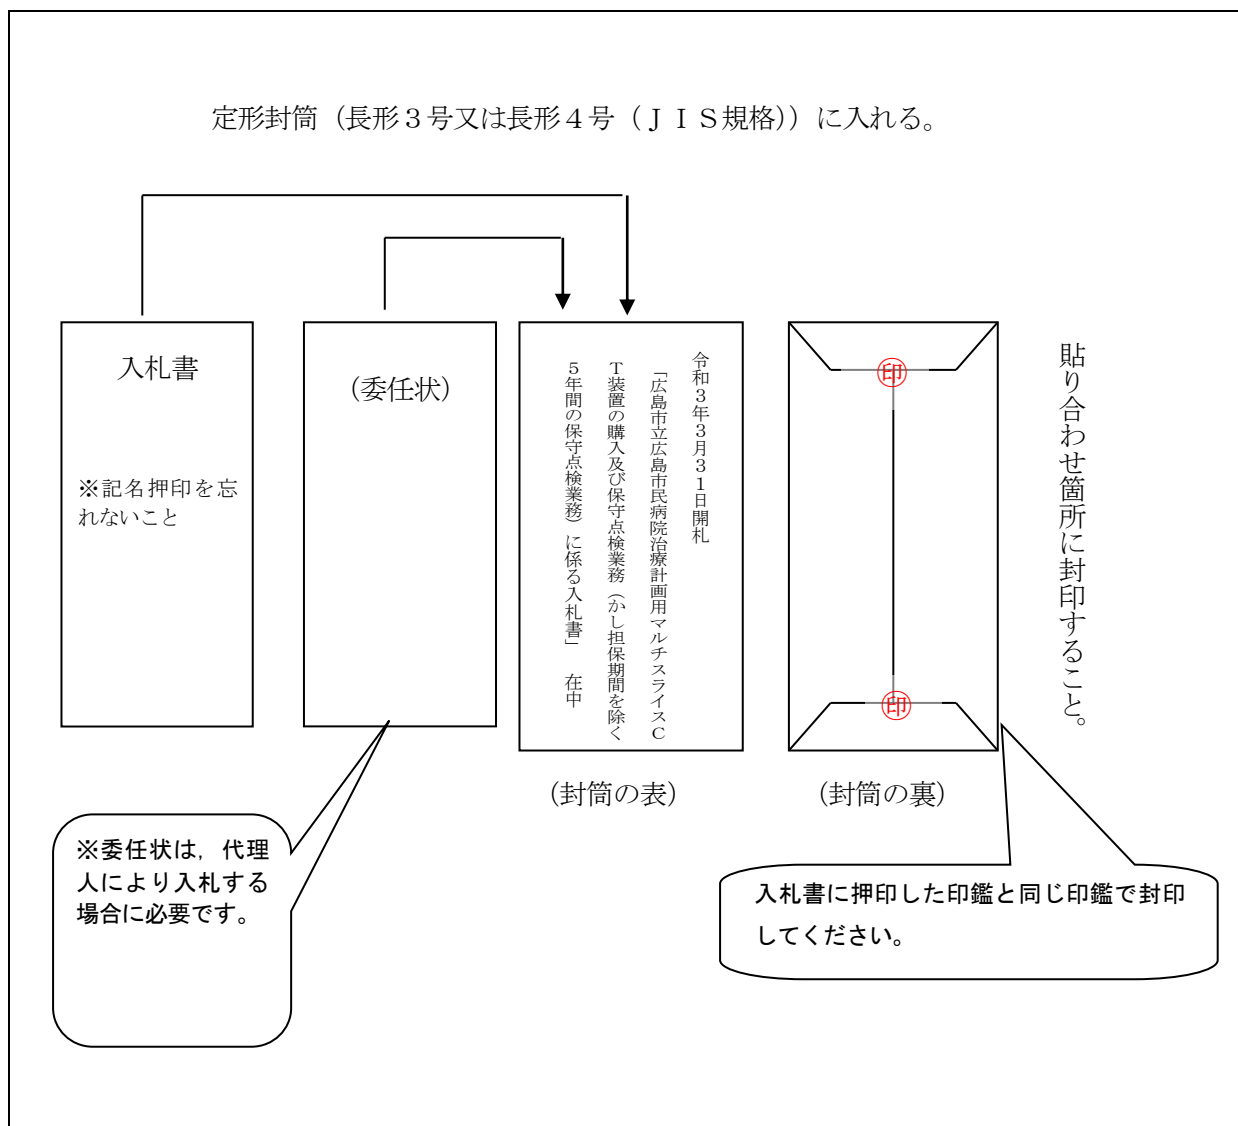 定形封筒（長形３号又は長形４号（ＪＩＳ規格））に入れる。
入札書
※記名押印を忘
れないこと
（委任状）
令和３年３月３１日開札
「広島市立広島市民病院治療計画用マルチスライスＣ
Ｔ装置の購入及び保守点検業務（かし担保期間を除く
５年間の保守点検業務）に係る入札書」　在中
印
印
貼り合わせ箇所に封印すること。
（封筒の表）
（封筒の裏）
※委任状は，代理
人により入札する
場合に必要です。
入札書に押印した印鑑と同じ印鑑で封印
してください。